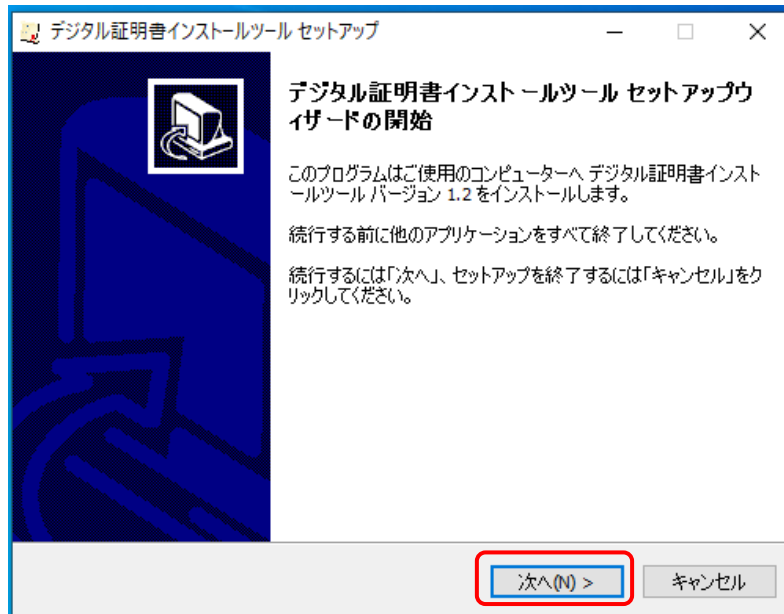 デジタル証明書インストールツール セットアップ
デジタル証明書インストールツール セットアップウ
ィザードの開始
このプログラムはご使用のコンピューターへ デジタル証明書インスト
ールツール バージョン 1.2 をインストールします。
続行する前に他のアプリケーションをすべて終了してください。
続行するには「次へ」、セットアップを終了するには「キャンセル」をク
リックしてください。
次へ(N) >
キャンセル